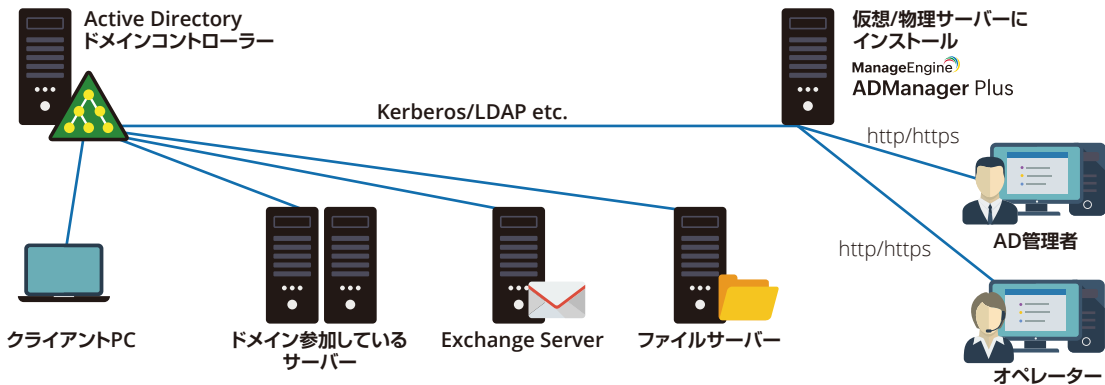 Active Directory
ドメインコントローラー
仮想/物理サーバーに
インストール
ManageEngine
ADManager Plus
Kerberos/LDAP etc.
http/https
AD管理者
http/https
オペレーター
クライアントPC
ドメイン参加している
サーバー
Exchange Server
ファイルサーバー